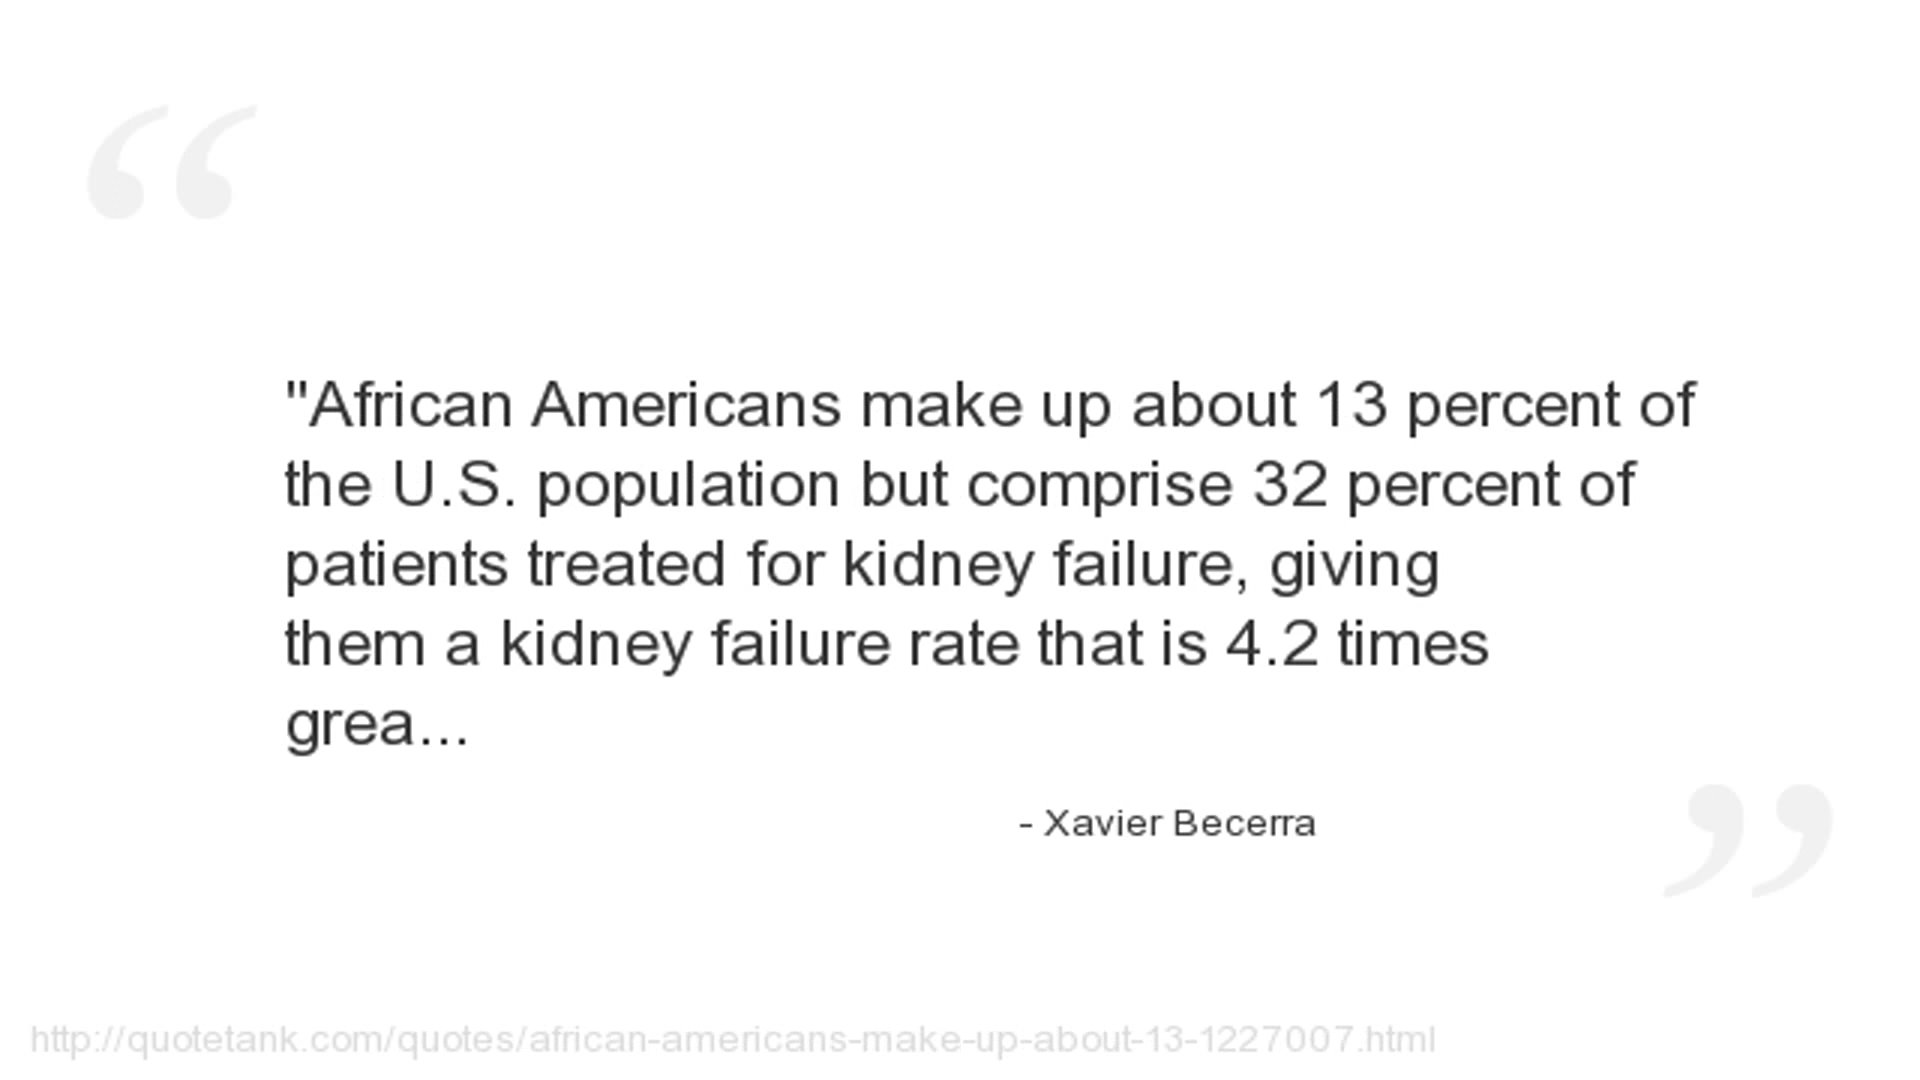 "African Americans make up about 13 percent of
the U.S. population but comprise 32 percent of
patients treated for kidney failure, giving
them a kidney failure rate that is 4.2 times
grea...
- Xavier Becerra
http://quotetank.com/quotes/african-americans-make-up-about-13-1227007.html